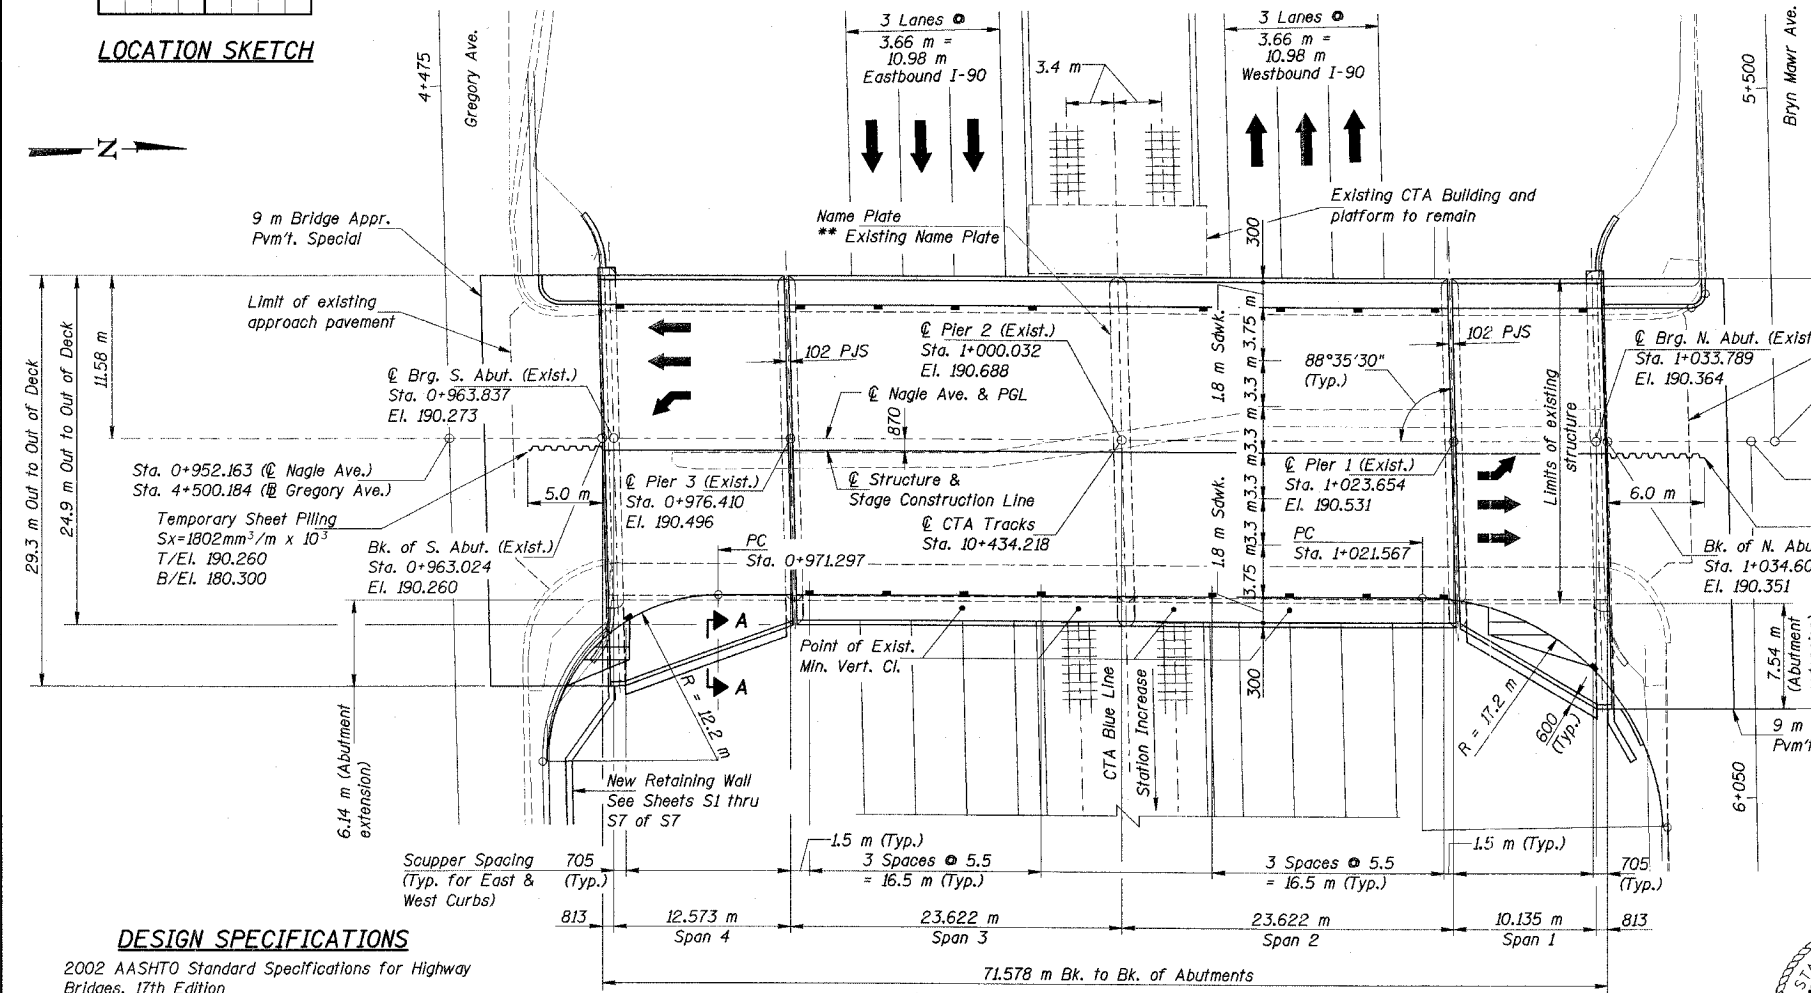 LOCATION SKETCH
4+475
Gregory Ave.
3 Lanes @
3.66 m =
10.98 m
Eastbound I-90
3.4 m
3 Lanes @
3.66 m =
10.98 m
Westbound I-90
5+500
Bryn Mawr Ave.
N
9 m Bridge Appr.
Pvm't. Special
Name Plate
** Existing Name Plate
Existing CTA Building and
platform to remain
300
Limit of existing
approach pavement
29.3 m Out to Out of Deck
24.9 m Out to Out of Deck
11.58 m
℄ Brg. S. Abut. (Exist.)
Sta. 0+963.837
El. 190.273
102 PJS
℄ Pier 2 (Exist.)
Sta. 1+000.032
El. 190.688
℄ Nagle Ave. & PGL
870
1.8 m Sdwk.
3.75 m
3.3 m
3.3 m
3.3 m
3.3 m
3.75 m
1.8 m Sdwk.
88°35'30"
(Typ.)
102 PJS
Limits of existing
structure
℄ Brg. N. Abut. (Exist
Sta. 1+033.789
El. 190.364
Sta. 0+952.163 (℄ Nagle Ave.)
Sta. 4+500.184 (℄ Gregory Ave.)
5.0 m
Temporary Sheet Piling
Sx=1802mm³/m x 10³
T/El. 190.260
B/El. 180.300
Bk. of S. Abut. (Exist.)
Sta. 0+963.024
El. 190.260
℄ Pier 3 (Exist.)
Sta. 0+976.410
El. 190.496
℄ Structure &
Stage Construction Line
℄ CTA Tracks
Sta. 10+434.218
℄ Pier 1 (Exist.)
Sta. 1+023.654
El. 190.531
6.0 m
PC
Sta. 0+971.297
PC
Sta. 1+021.567
Bk. of N. Abu
Sta. 1+034.60
El. 190.351
A
A
Point of Exist.
Min. Vert. Cl.
R = 12.2 m
CTA Blue Line
Station Increase
300
R = 17.2 m
600
(Typ.)
7.54 m
(Abutment
9 m
Pvm't
6+050
6.14 m (Abutment
extension)
New Retaining Wall
See Sheets S1 thru
S7 of S7
Scupper Spacing
(Typ. for East &
West Curbs)
705
(Typ.)
1.5 m (Typ.)
3 Spaces @ 5.5
= 16.5 m (Typ.)
3 Spaces @ 5.5
= 16.5 m (Typ.)
1.5 m (Typ.)
705
(Typ.)
813
12.573 m
Span 4
23.622 m
Span 3
23.622 m
Span 2
10.135 m
Span 1
813
71.578 m Bk. to Bk. of Abutments
DESIGN SPECIFICATIONS
2002 AASHTO Standard Specifications for Highway
Bridges, 17th Edition